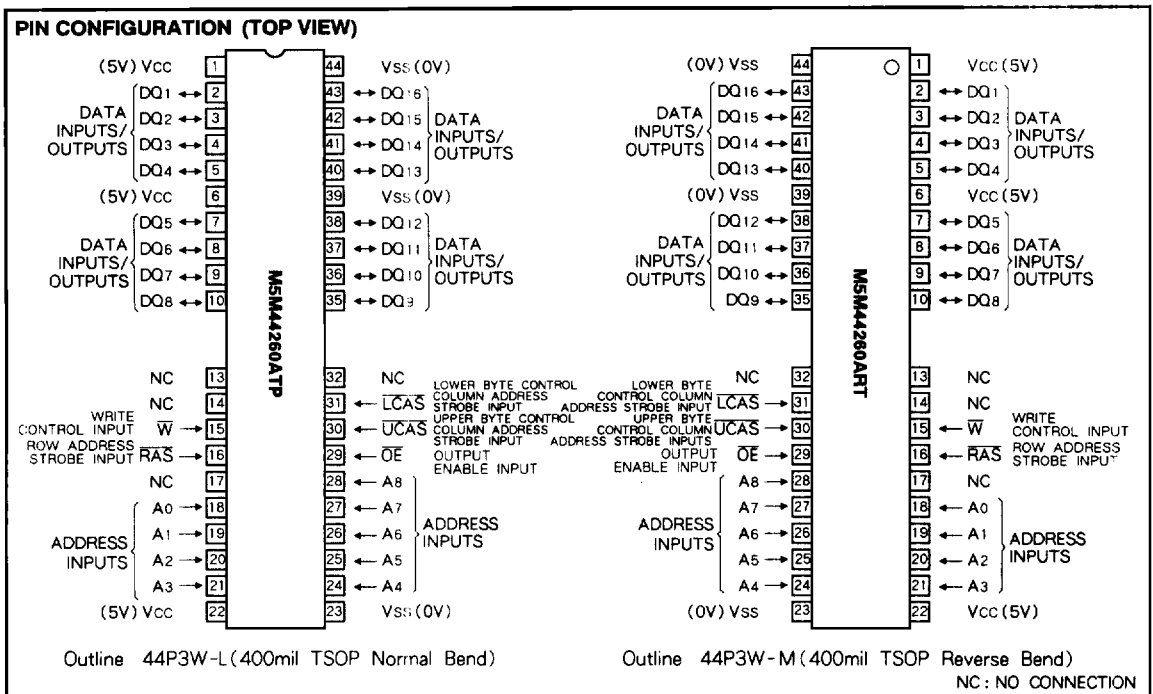 PIN CONFIGURATION (TOP VIEW)
(5V) Vcc 1
DQ1 ↔ 2
DQ2 ↔ 3
DQ3 ↔ 4
DQ4 ↔ 5
DATA
INPUTS/
OUTPUTS
(5V) Vcc 6
DQ5 ↔ 7
DQ6 ↔ 8
DQ7 ↔ 9
DQ8 ↔ 10
DATA
INPUTS/
OUTPUTS
NC 13
NC 14
WRITE
CONTROL INPUT W̅ → 15
ROW ADDRESS
STROBE INPUT R̅A̅S̅ → 16
NC 17
A0 → 18
A1 → 19
A2 → 20
A3 → 21
ADDRESS
INPUTS
(5V) Vcc 22
M5M44260ATP
44 Vss (0V)
43 ↔ DQ16
42 ↔ DQ15
41 ↔ DQ14
40 ↔ DQ13
DATA
INPUTS/
OUTPUTS
39 Vss (0V)
38 ↔ DQ12
37 ↔ DQ11
36 ↔ DQ10
35 ↔ DQ9
DATA
INPUTS/
OUTPUTS
32 NC
31 ← L̅C̅A̅S̅ LOWER BYTE CONTROL
COLUMN ADDRESS
STROBE INPUT
30 ← U̅C̅A̅S̅ UPPER BYTE CONTROL
COLUMN ADDRESS
STROBE INPUT
29 ← O̅E̅ OUTPUT
ENABLE INPUT
28 ← A8
27 ← A7
26 ← A6
25 ← A5
24 ← A4
ADDRESS
INPUTS
23 Vss (0V)
Outline 44P3W-L (400mil TSOP Normal Bend)
(0V) Vss 44
DQ16 ↔ 43
DQ15 ↔ 42
DQ14 ↔ 41
DQ13 ↔ 40
DATA
INPUTS/
OUTPUTS
(0V) Vss 39
DQ12 ↔ 38
DQ11 ↔ 37
DQ10 ↔ 36
DQ9 ↔ 35
DATA
INPUTS/
OUTPUTS
NC 32
LOWER BYTE
CONTROL COLUMN
ADDRESS STROBE INPUT L̅C̅A̅S̅ → 31
UPPER BYTE
CONTROL COLUMN
ADDRESS STROBE INPUTS U̅C̅A̅S̅ → 30
OUTPUT
ENABLE INPUT O̅E̅ → 29
A8 → 28
A7 → 27
A6 → 26
A5 → 25
A4 → 24
ADDRESS
INPUTS
(0V) Vss 23
M5M44260ART
1 Vcc (5V)
2 ↔ DQ1
3 ↔ DQ2
4 ↔ DQ3
5 ↔ DQ4
DATA
INPUTS/
OUTPUTS
6 Vcc (5V)
7 ↔ DQ5
8 ↔ DQ6
9 ↔ DQ7
10 ↔ DQ8
DATA
INPUTS/
OUTPUTS
13 NC
14 NC
15 ← W̅ WRITE
CONTROL INPUT
16 ← R̅A̅S̅ ROW ADDRESS
STROBE INPUT
17 NC
18 ← A0
19 ← A1
20 ← A2
21 ← A3
ADDRESS
INPUTS
22 Vcc (5V)
Outline 44P3W-M (400mil TSOP Reverse Bend)
NC : NO CONNECTION